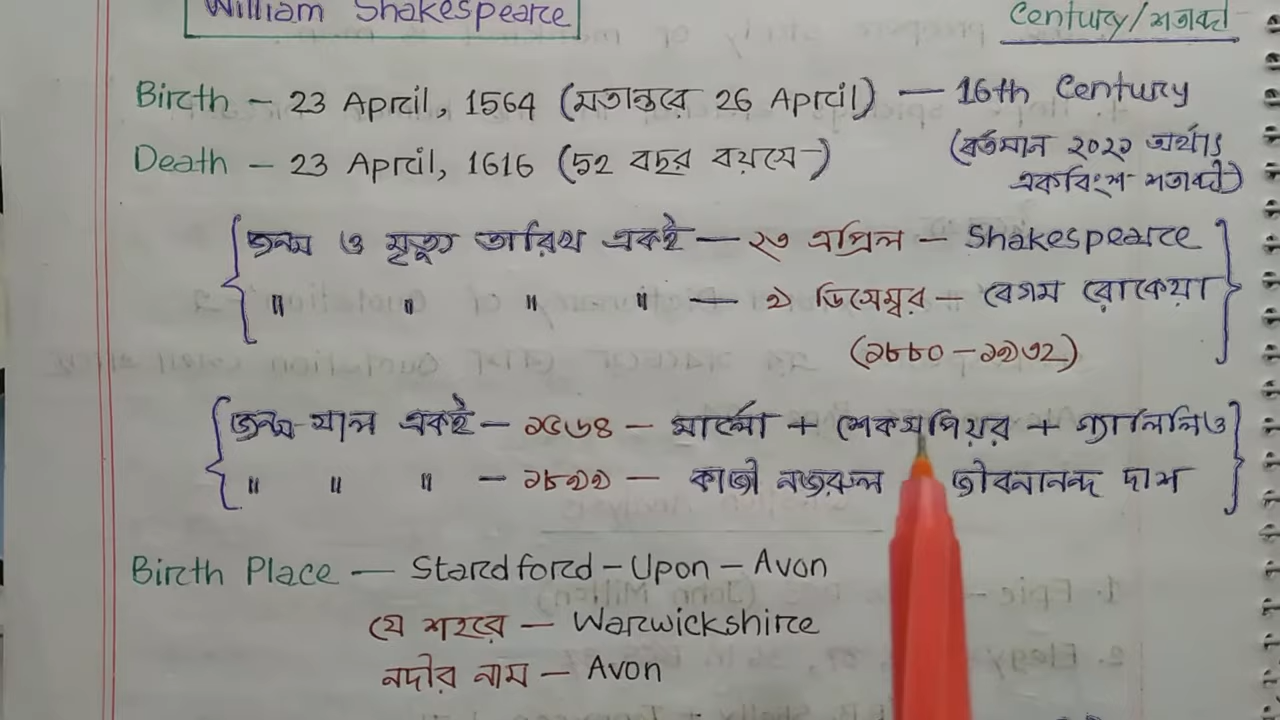 William Shakespeare
Century/শতাব্দী
Birth – 23 April, 1564 (মতান্তরে 26 April) — 16th Century
Death – 23 April, 1616 (৫২ বছর বয়সে) (বর্তমান ২০২১ অর্থাৎ
একবিংশ শতাব্দী)
জন্ম ও মৃত্যু তারিখ একই — ২৩ এপ্রিল – Shakespeare
" " " " — ৯ ডিসেম্বর – বেগম রোকেয়া
(১৮৮০ – ১৯৩২)
জন্ম সাল একই – ১৫৬৪ – মার্লো + শেকসপিয়র + গ্যালিলিও
" " " – ১৮৯৯ – কাজী নজরুল জীবনানন্দ দাশ
Birth Place — Stardford-Upon-Avon
যে শহরে – Warwickshire
নদীর নাম – Avon